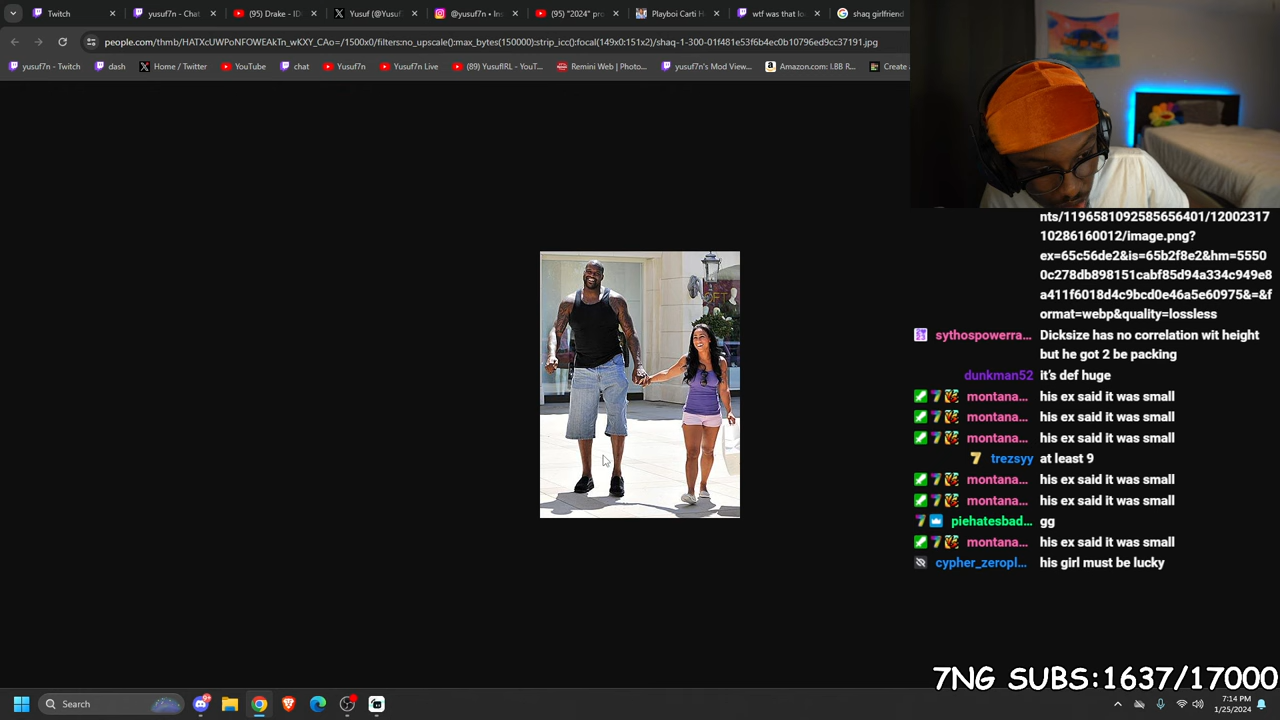 Twitch
yusuf7n - Chat
(95) Drake - ID
Yusuf (@Yusuf
@yusuf7n • Ins
(95) "2024" pr
Playboi Carti H
wtf was that lo
shaq girlfriend
people.com/thmb/HATXcUWPoNFOWEAkTn_wKXY_CAo=/1500x0/filters:no_upscale():max_bytes(150000):strip_icc():focal(149x0:151x2)/shaq-1-300-01f481e53f6b4ec0b10796ed9cc37191.jpg
yusuf7n - Twitch
dash
Home / Twitter
YouTube
chat
Yusuf7n
Yusuf7n Live
(89) YusufIRL - YouT...
Remini Web | Photo...
yusuf7n's Mod View...
Amazon.com: I.BB R...
Create
nts/1196581092585656401/12002317
10286160012/image.png?
ex=65c56de2&is=65b2f8e2&hm=5550
0c278db898151cabf85d94a334c949e8
a411f6018d4c9bcd0e46a5e60975&=&f
ormat=webp&quality=lossless
sythospowerra... Dicksize has no correlation wit height
but he got 2 be packing
dunkman52 it's def huge
montana... his ex said it was small
montana... his ex said it was small
montana... his ex said it was small
trezsyy at least 9
montana... his ex said it was small
montana... his ex said it was small
piehatesbad... gg
montana... his ex said it was small
cypher_zeropl... his girl must be lucky
7NG SUBS:1637/17000
Search
7:14 PM
1/25/2024